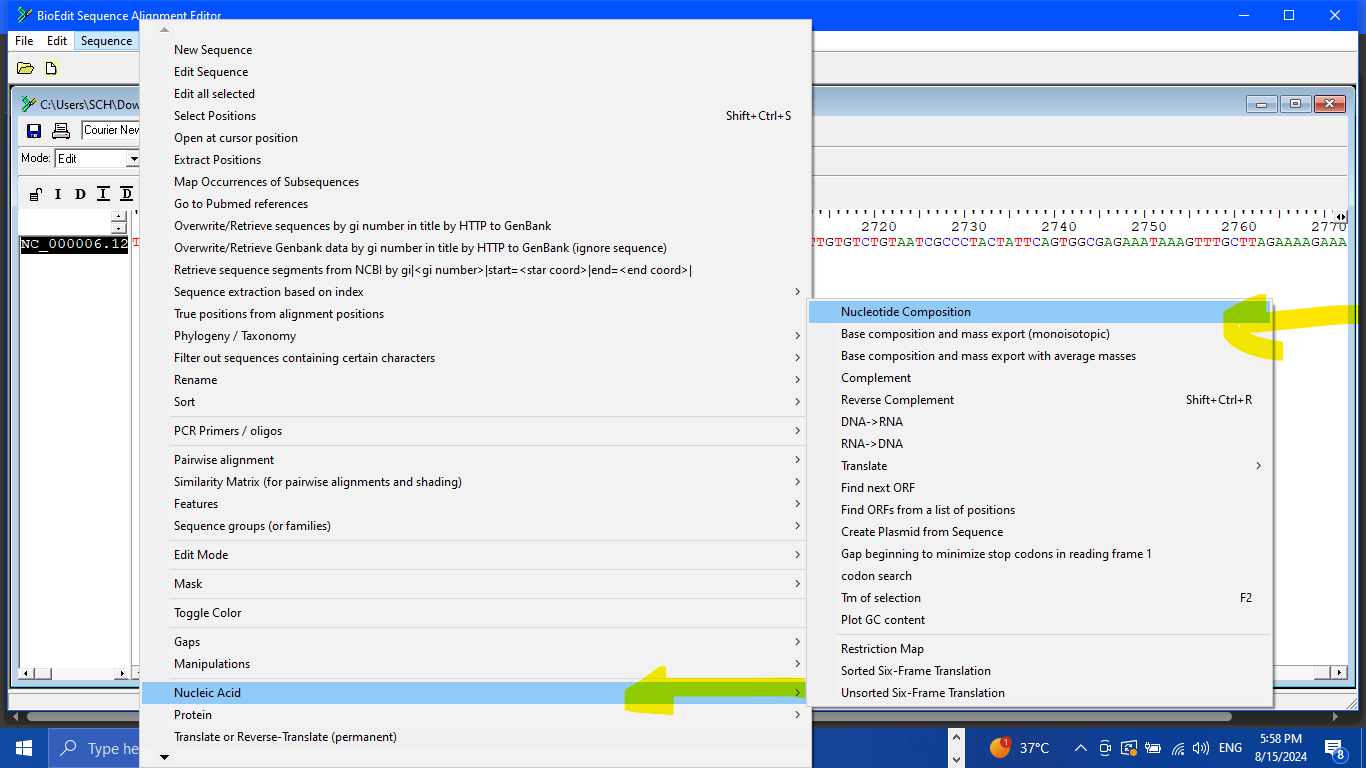 BioEdit Sequence Alignment Editor
File Edit Sequence
C:\Users\SCH\Dow
Courier New
Mode: Edit
I D I D
NC_000006.12
T
New Sequence
Edit Sequence
Edit all selected
Select Positions Shift+Ctrl+S
Open at cursor position
Extract Positions
Map Occurrences of Subsequences
Go to Pubmed references
Overwrite/Retrieve sequences by gi number in title by HTTP to GenBank
Overwrite/Retrieve Genbank data by gi number in title by HTTP to GenBank (ignore sequence)
Retrieve sequence segments from NCBI by gi|<gi number>|start=<star coord>|end=<end coord>|
Sequence extraction based on index
True positions from alignment positions
Phylogeny / Taxonomy
Filter out sequences containing certain characters
Rename
Sort
PCR Primers / oligos
Pairwise alignment
Similarity Matrix (for pairwise alignments and shading)
Features
Sequence groups (or families)
Edit Mode
Mask
Toggle Color
Gaps
Manipulations
Nucleic Acid
Protein
Translate or Reverse-Translate (permanent)
2720 2730 2740 2750 2760 2770
TTGTGTCTGTAATCGCCCTACTATTCAGTGGCGAGAAATAAAGTTTGCTTAGAAAAGAAA
Nucleotide Composition
Base composition and mass export (monoisotopic)
Base composition and mass export with average masses
Complement
Reverse Complement Shift+Ctrl+R
DNA->RNA
RNA->DNA
Translate
Find next ORF
Find ORFs from a list of positions
Create Plasmid from Sequence
Gap beginning to minimize stop codons in reading frame 1
codon search
Tm of selection F2
Plot GC content
Restriction Map
Sorted Six-Frame Translation
Unsorted Six-Frame Translation
Type he
1
37°C
ENG
5:58 PM
8/15/2024
8